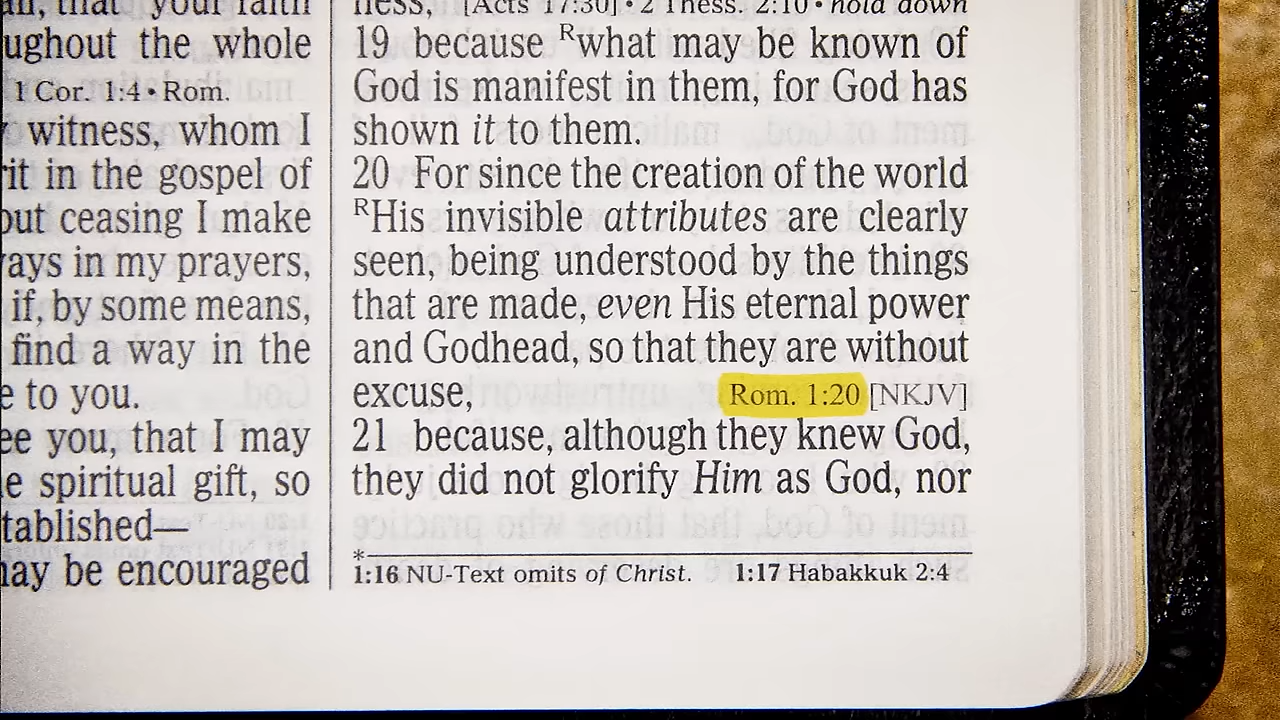 your faith
ughout the whole
1 Cor. 1:4 • Rom.
witness, whom I
rit in the gospel of
out ceasing I make
ays in my prayers,
if, by some means,
find a way in the
e to you.
ee you, that I may
e spiritual gift, so
tablished—
may be encouraged
ness, [Acts 17:30] • 2 Thess. 2:10 • hold down
19 because Rwhat may be known of
God is manifest in them, for God has
shown it to them.
20 For since the creation of the world
RHis invisible attributes are clearly
seen, being understood by the things
that are made, even His eternal power
and Godhead, so that they are without
excuse, Rom. 1:20 [NKJV]
21 because, although they knew God,
they did not glorify Him as God, nor
*
1:16 NU-Text omits of Christ. 1:17 Habakkuk 2:4